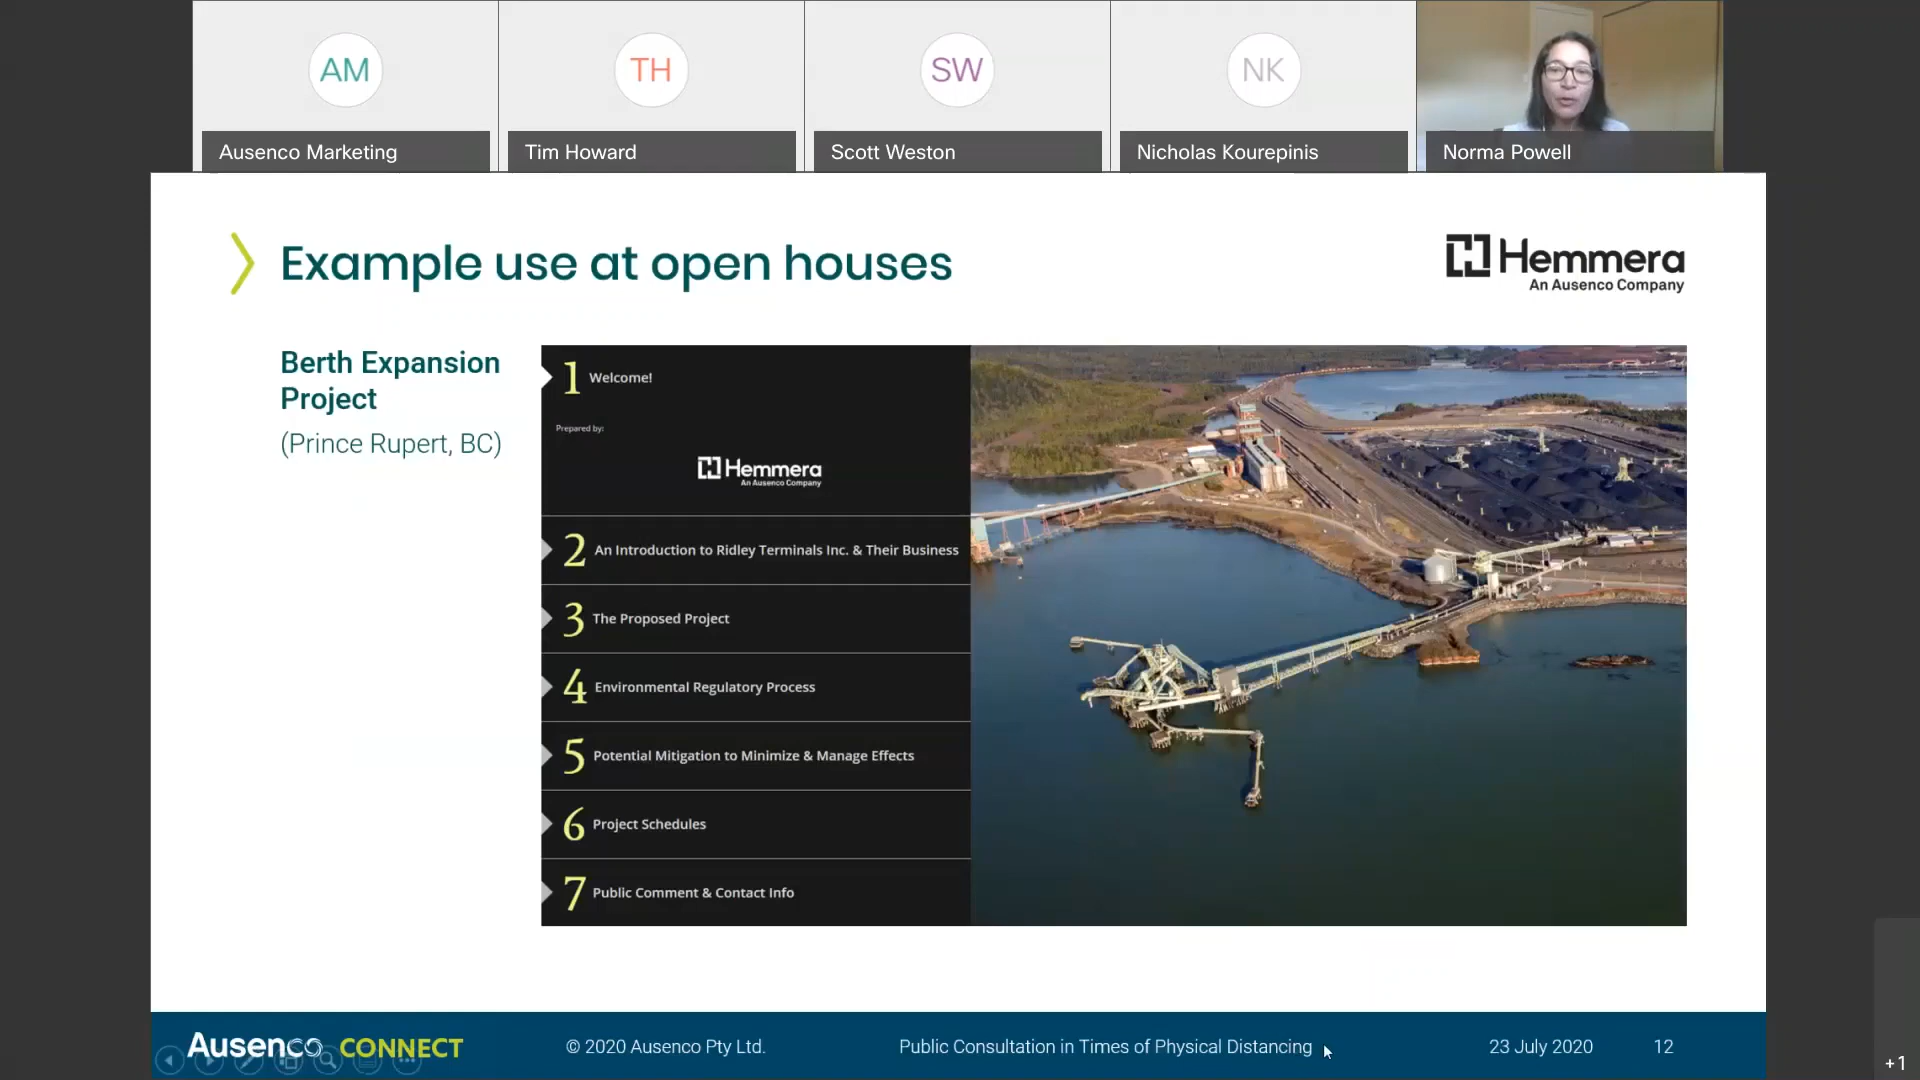 AM
TH
SW
NK
Ausenco Marketing
Tim Howard
Scott Weston
Nicholas Kourepinis
Norma Powell
Example use at open houses
Hemmera
An Ausenco Company
Berth Expansion
Project
(Prince Rupert, BC)
1 Welcome!
Prepared by:
Hemmera
An Ausenco Company
2 An Introduction to Ridley Terminals Inc. & Their Business
3 The Proposed Project
4 Environmental Regulatory Process
5 Potential Mitigation to Minimize & Manage Effects
6 Project Schedules
7 Public Comment & Contact Info
Ausenco CONNECT
© 2020 Ausenco Pty Ltd.
Public Consultation in Times of Physical Distancing
23 July 2020
12
+1